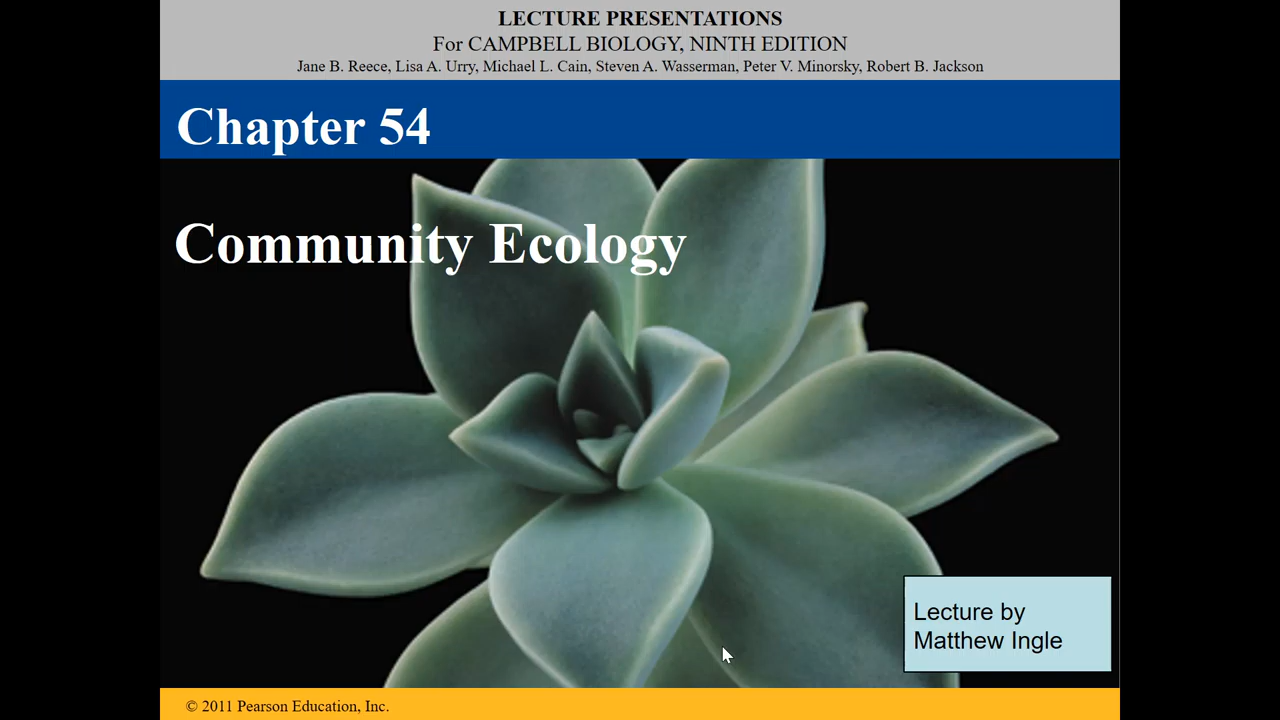 LECTURE PRESENTATIONS
For CAMPBELL BIOLOGY, NINTH EDITION
Jane B. Reece, Lisa A. Urry, Michael L. Cain, Steven A. Wasserman, Peter V. Minorsky, Robert B. Jackson
Chapter 54
Community Ecology
Lecture by
Matthew Ingle
© 2011 Pearson Education, Inc.